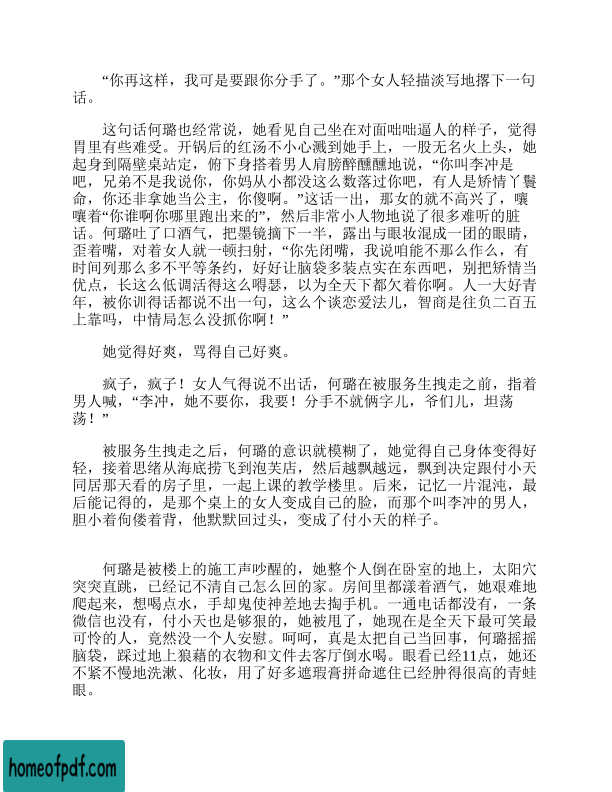 “你再这样，我可是要跟你分手了。”那个女人轻描淡写地撂下一句
话。
这句话何璐也经常说，她看见自己坐在对面咄咄逼人的样子，觉得
胃里有些难受。开锅后的红汤不小心溅到她手上，一股无名火上头，她
起身到隔壁桌站定，俯下身搭着男人肩膀醉醺醺地说，“你叫李冲是
吧，兄弟不是我说你，你妈从小都没这么数落过你吧，有人是矫情丫鬟
命，你还非拿她当公主，你傻啊。”这话一出，那女的就不高兴了，嚷
嚷着“你谁啊你哪里跑出来的”，然后非常小人物地说了很多难听的脏
话。何璐吐了口酒气，把墨镜摘下一半，露出与眼妆混成一团的眼睛，
歪着嘴，对着女人就一顿扫射，“你先闭嘴，我说咱能不那么作么，有
时间列那么多不平等条约，好好让脑袋多装点实在东西吧，别把矫情当
优点，长这么低调活得这么嘚瑟，以为全天下都欠着你啊。人一大好青
年，被你训得话都说不出一句，这么个谈恋爱法儿，智商是往负二百五
上靠吗，中情局怎么没抓你啊！”
她觉得好爽，骂得自己好爽。
疯子，疯子！女人气得说不出话，何璐在被服务生拽走之前，指着
男人喊，“李冲，她不要你，我要！分手不就俩字儿，爷们儿，坦荡
荡！”
被服务生拽走之后，何璐的意识就模糊了，她觉得自己身体变得好
轻，接着思绪从海底捞飞到泡芙店，然后越飘越远，飘到决定跟付小天
同居那天看的房子里，一起上课的教学楼里。后来，记忆一片混沌，最
后能记得的，是那个桌上的女人变成自己的脸，而那个叫李冲的男人，
胆小着佝偻着背，他默默回过头，变成了付小天的样子。
何璐是被楼上的施工声吵醒的，她整个人倒在卧室的地上，太阳穴
突突直跳，已经记不清自己怎么回的家。房间里都漾着酒气，她艰难地
爬起来，想喝点水，手却鬼使神差地去掏手机。一通电话都没有，一条
微信也没有，付小天也是够狠的，她被甩了，她现在是全天下最可笑最
可怜的人，竟然没一个人安慰。呵呵，真是太把自己当回事，何璐摇摇
脑袋，踩过地上狼藉的衣物和文件去客厅倒水喝。眼看已经11点，她还
不紧不慢地洗漱、化妆，用了好多遮瑕膏拼命遮住已经肿得很高的青蛙
眼。
homeofpdf.com